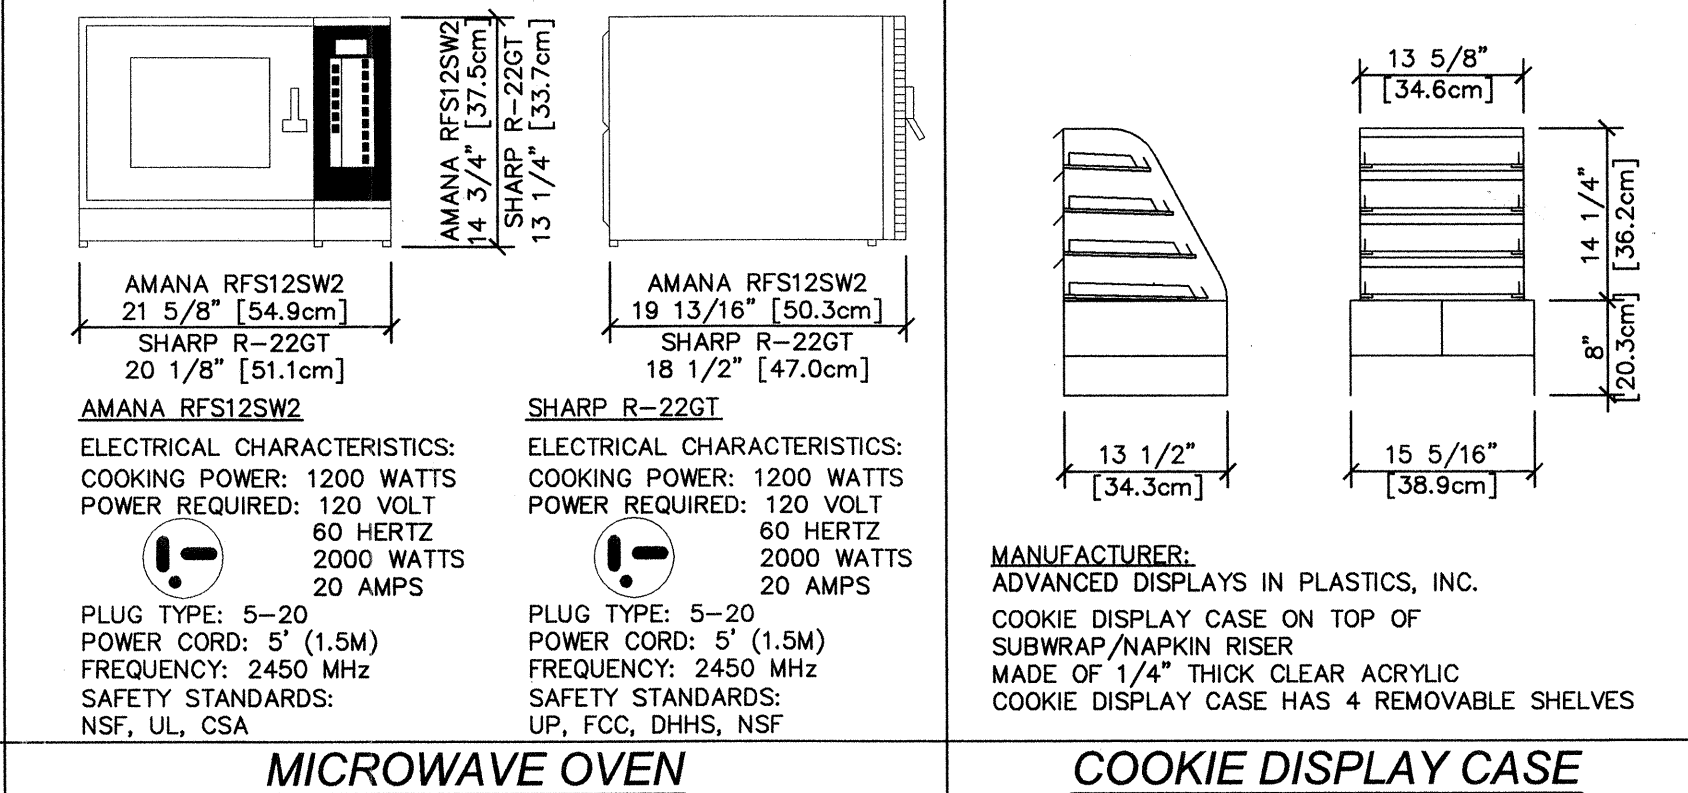 AMANA RFS12SW2
14 3/4" [37.5cm]
SHARP R-22GT
13 1/4" [33.7cm]
AMANA RFS12SW2
21 5/8" [54.9cm]
SHARP R-22GT
20 1/8" [51.1cm]
AMANA RFS12SW2
19 13/16" [50.3cm]
SHARP R-22GT
18 1/2" [47.0cm]
AMANA RFS12SW2
ELECTRICAL CHARACTERISTICS:
COOKING POWER: 1200 WATTS
POWER REQUIRED: 120 VOLT
60 HERTZ
2000 WATTS
20 AMPS
PLUG TYPE: 5-20
POWER CORD: 5' (1.5M)
FREQUENCY: 2450 MHz
SAFETY STANDARDS:
NSF, UL, CSA
SHARP R-22GT
ELECTRICAL CHARACTERISTICS:
COOKING POWER: 1200 WATTS
POWER REQUIRED: 120 VOLT
60 HERTZ
2000 WATTS
20 AMPS
PLUG TYPE: 5-20
POWER CORD: 5' (1.5M)
FREQUENCY: 2450 MHz
SAFETY STANDARDS:
UP, FCC, DHHS, NSF
MICROWAVE OVEN
13 5/8"
[34.6cm]
14 1/4"
[36.2cm]
8"
[20.3cm]
13 1/2"
[34.3cm]
15 5/16"
[38.9cm]
MANUFACTURER:
ADVANCED DISPLAYS IN PLASTICS, INC.
COOKIE DISPLAY CASE ON TOP OF
SUBWRAP/NAPKIN RISER
MADE OF 1/4" THICK CLEAR ACRYLIC
COOKIE DISPLAY CASE HAS 4 REMOVABLE SHELVES
COOKIE DISPLAY CASE